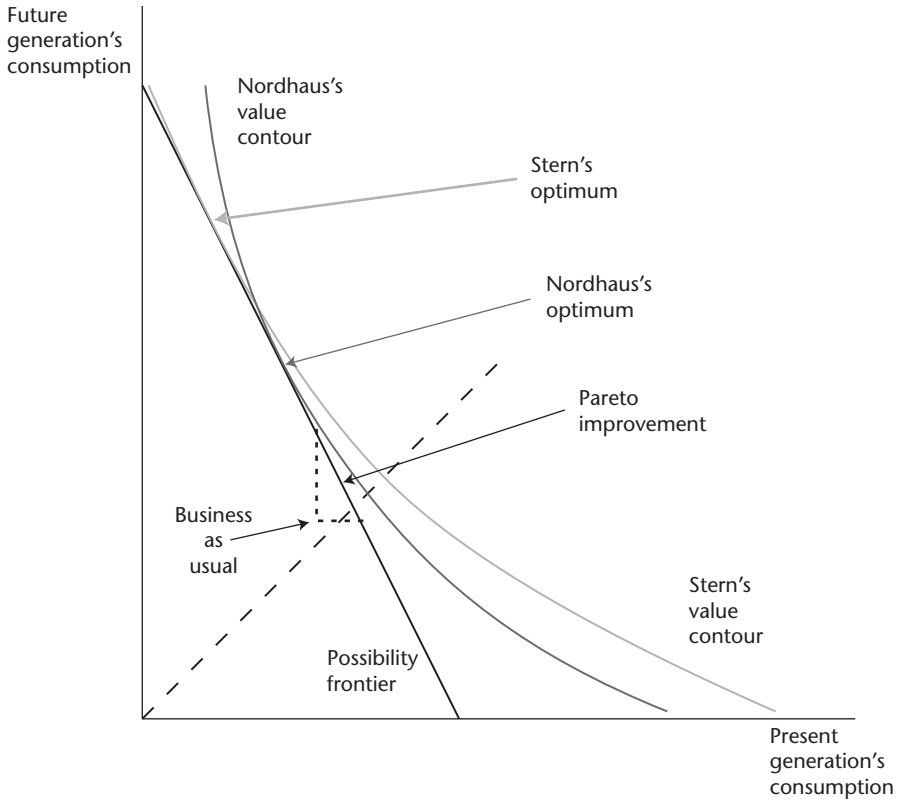 Future
generation’s
consumption
Nordhaus’s
value
contour
Stern’s
optimum
Nordhaus’s
optimum
Pareto
improvement
Business
as
usual
Stern’s
value
contour
Possibility
frontier
Present
generation’s
consumption